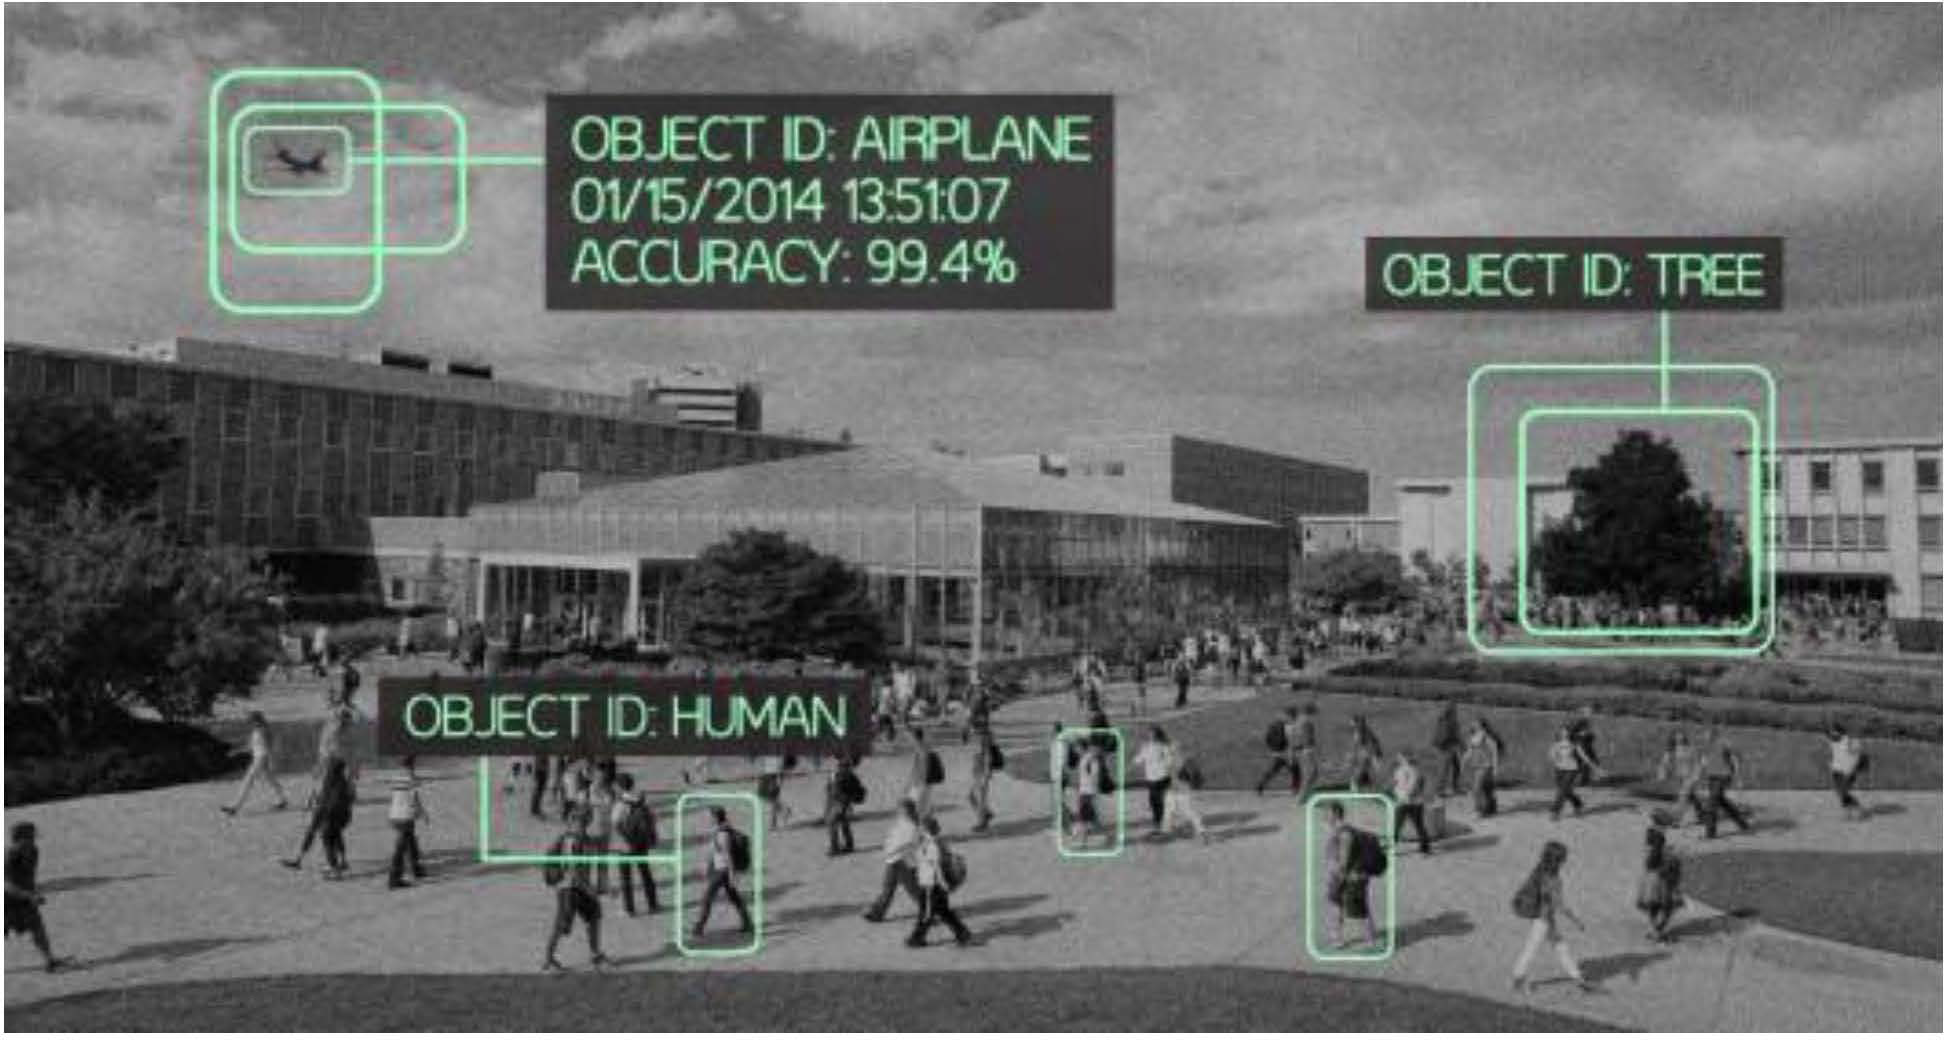 OBJECT ID: AIRPLANE
01/15/2014 13:51:07
ACCURACY: 99.4%
OBJECT ID: TREE
OBJECT ID: HUMAN